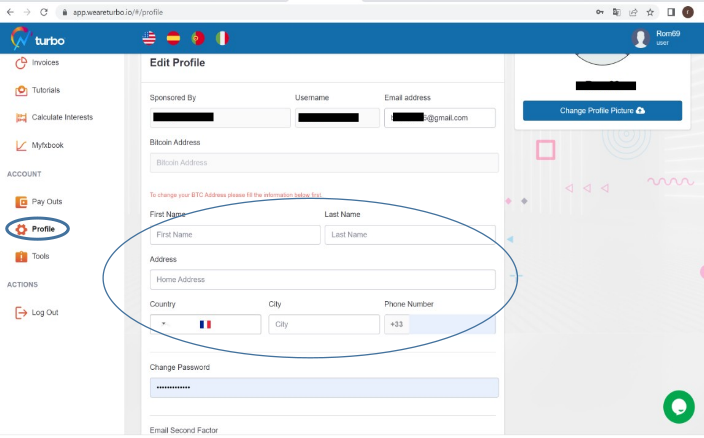 app.weareturbo.io/#/profile
turbo
Rom69
user
Invoices
Tutorials
Calculate Interests
Myfxbook
ACCOUNT
Pay Outs
Profile
Tools
ACTIONS
Log Out
Edit Profile
Sponsored By Username Email address
@gmail.com
Bitcoin Address
Bitcoin Address
To change your BTC Address please fill the information below first.
First Name Last Name
First Name Last Name
Address
Home Address
Country City Phone Number
City +33
Change Password
•••••••••••••
Email Second Factor
Change Profile Picture